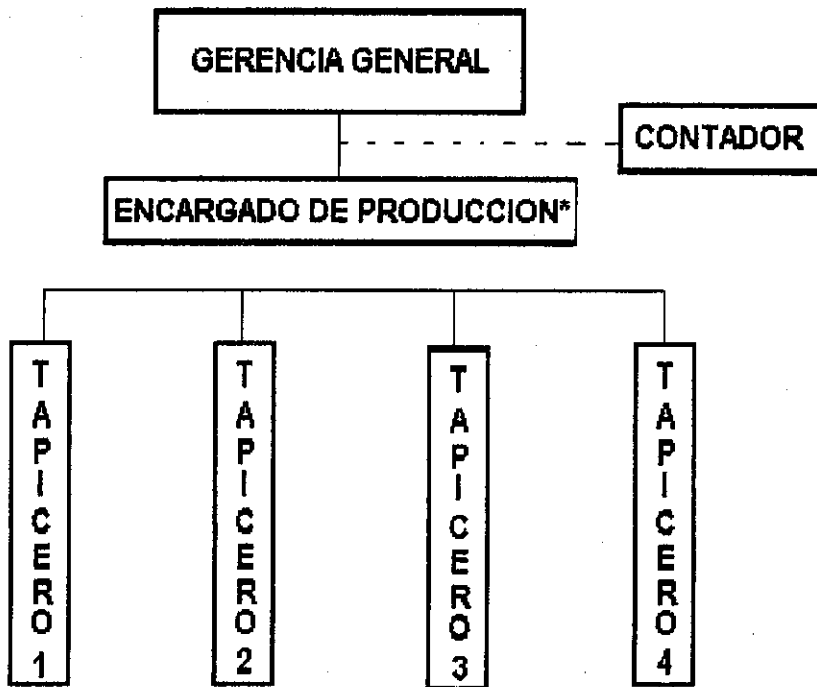 GERENCIA GENERAL
CONTADOR
ENCARGADO DE PRODUCCION*
TAPICERO 1
TAPICERO 2
TAPICERO 3
TAPICERO 4